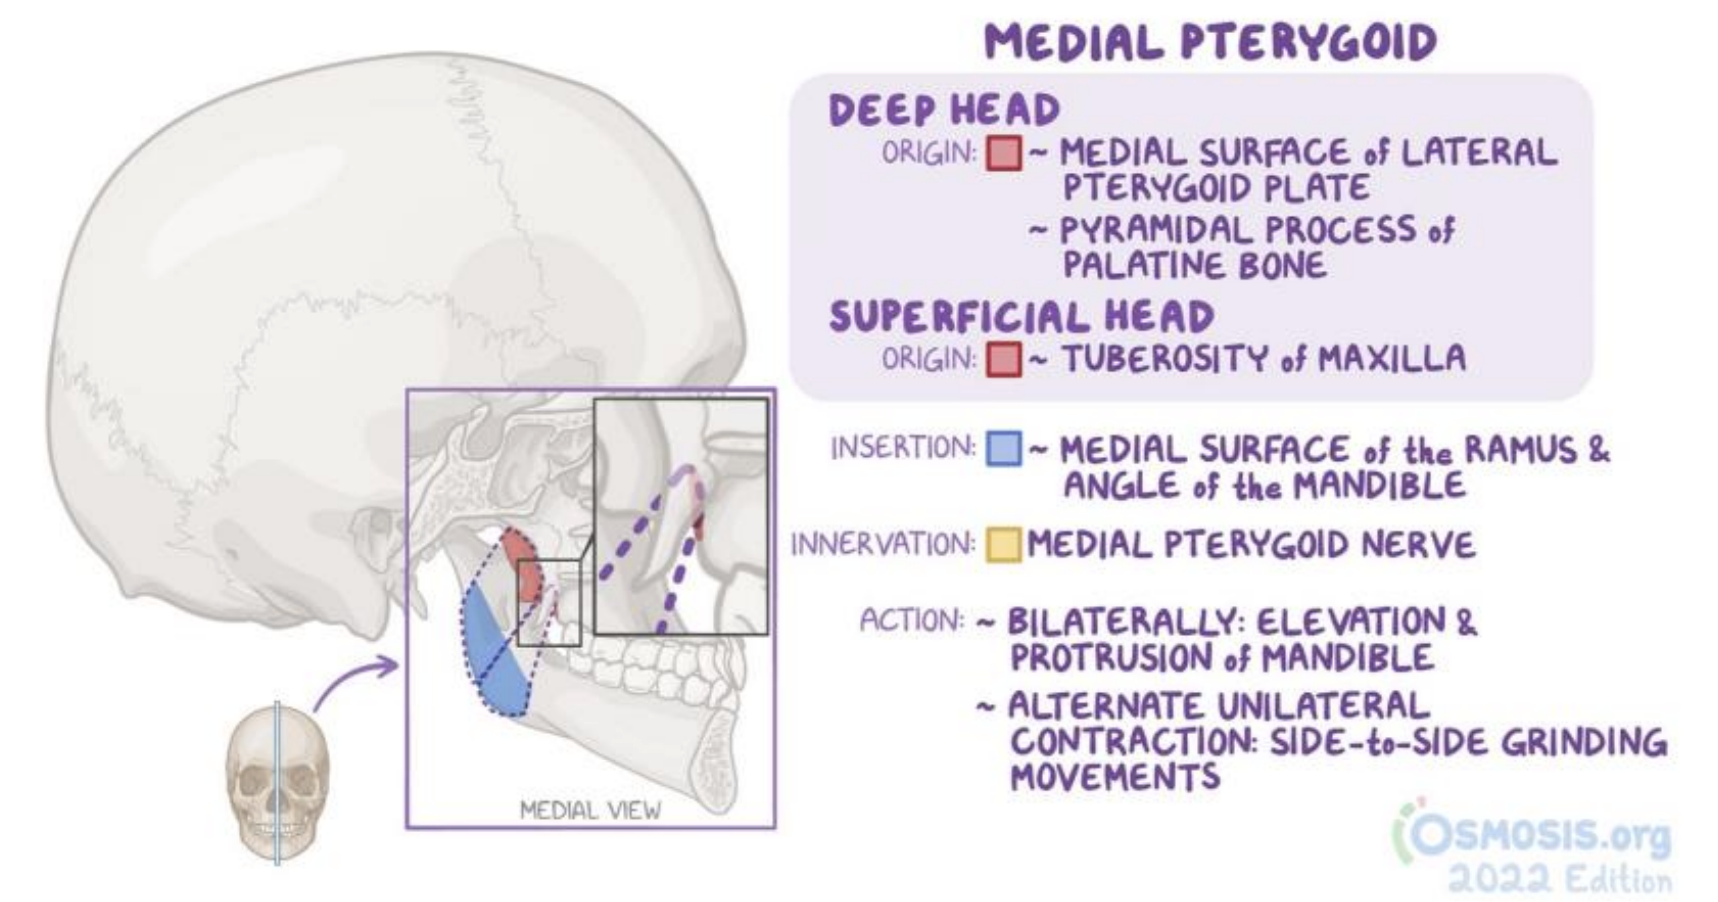 MEDIAL PTERYGOID
DEEP HEAD
ORIGIN: ~ MEDIAL SURFACE of LATERAL
PTERYGOID PLATE
~ PYRAMIDAL PROCESS of
PALATINE BONE
SUPERFICIAL HEAD
ORIGIN: ~ TUBEROSITY of MAXILLA
INSERTION: ~ MEDIAL SURFACE of the RAMUS &
ANGLE of the MANDIBLE
INNERVATION: MEDIAL PTERYGOID NERVE
ACTION: ~ BILATERALLY: ELEVATION &
PROTRUSION of MANDIBLE
~ ALTERNATE UNILATERAL
CONTRACTION: SIDE-to-SIDE GRINDING
MOVEMENTS
MEDIAL VIEW
OSMOSIS.org
2022 Edition